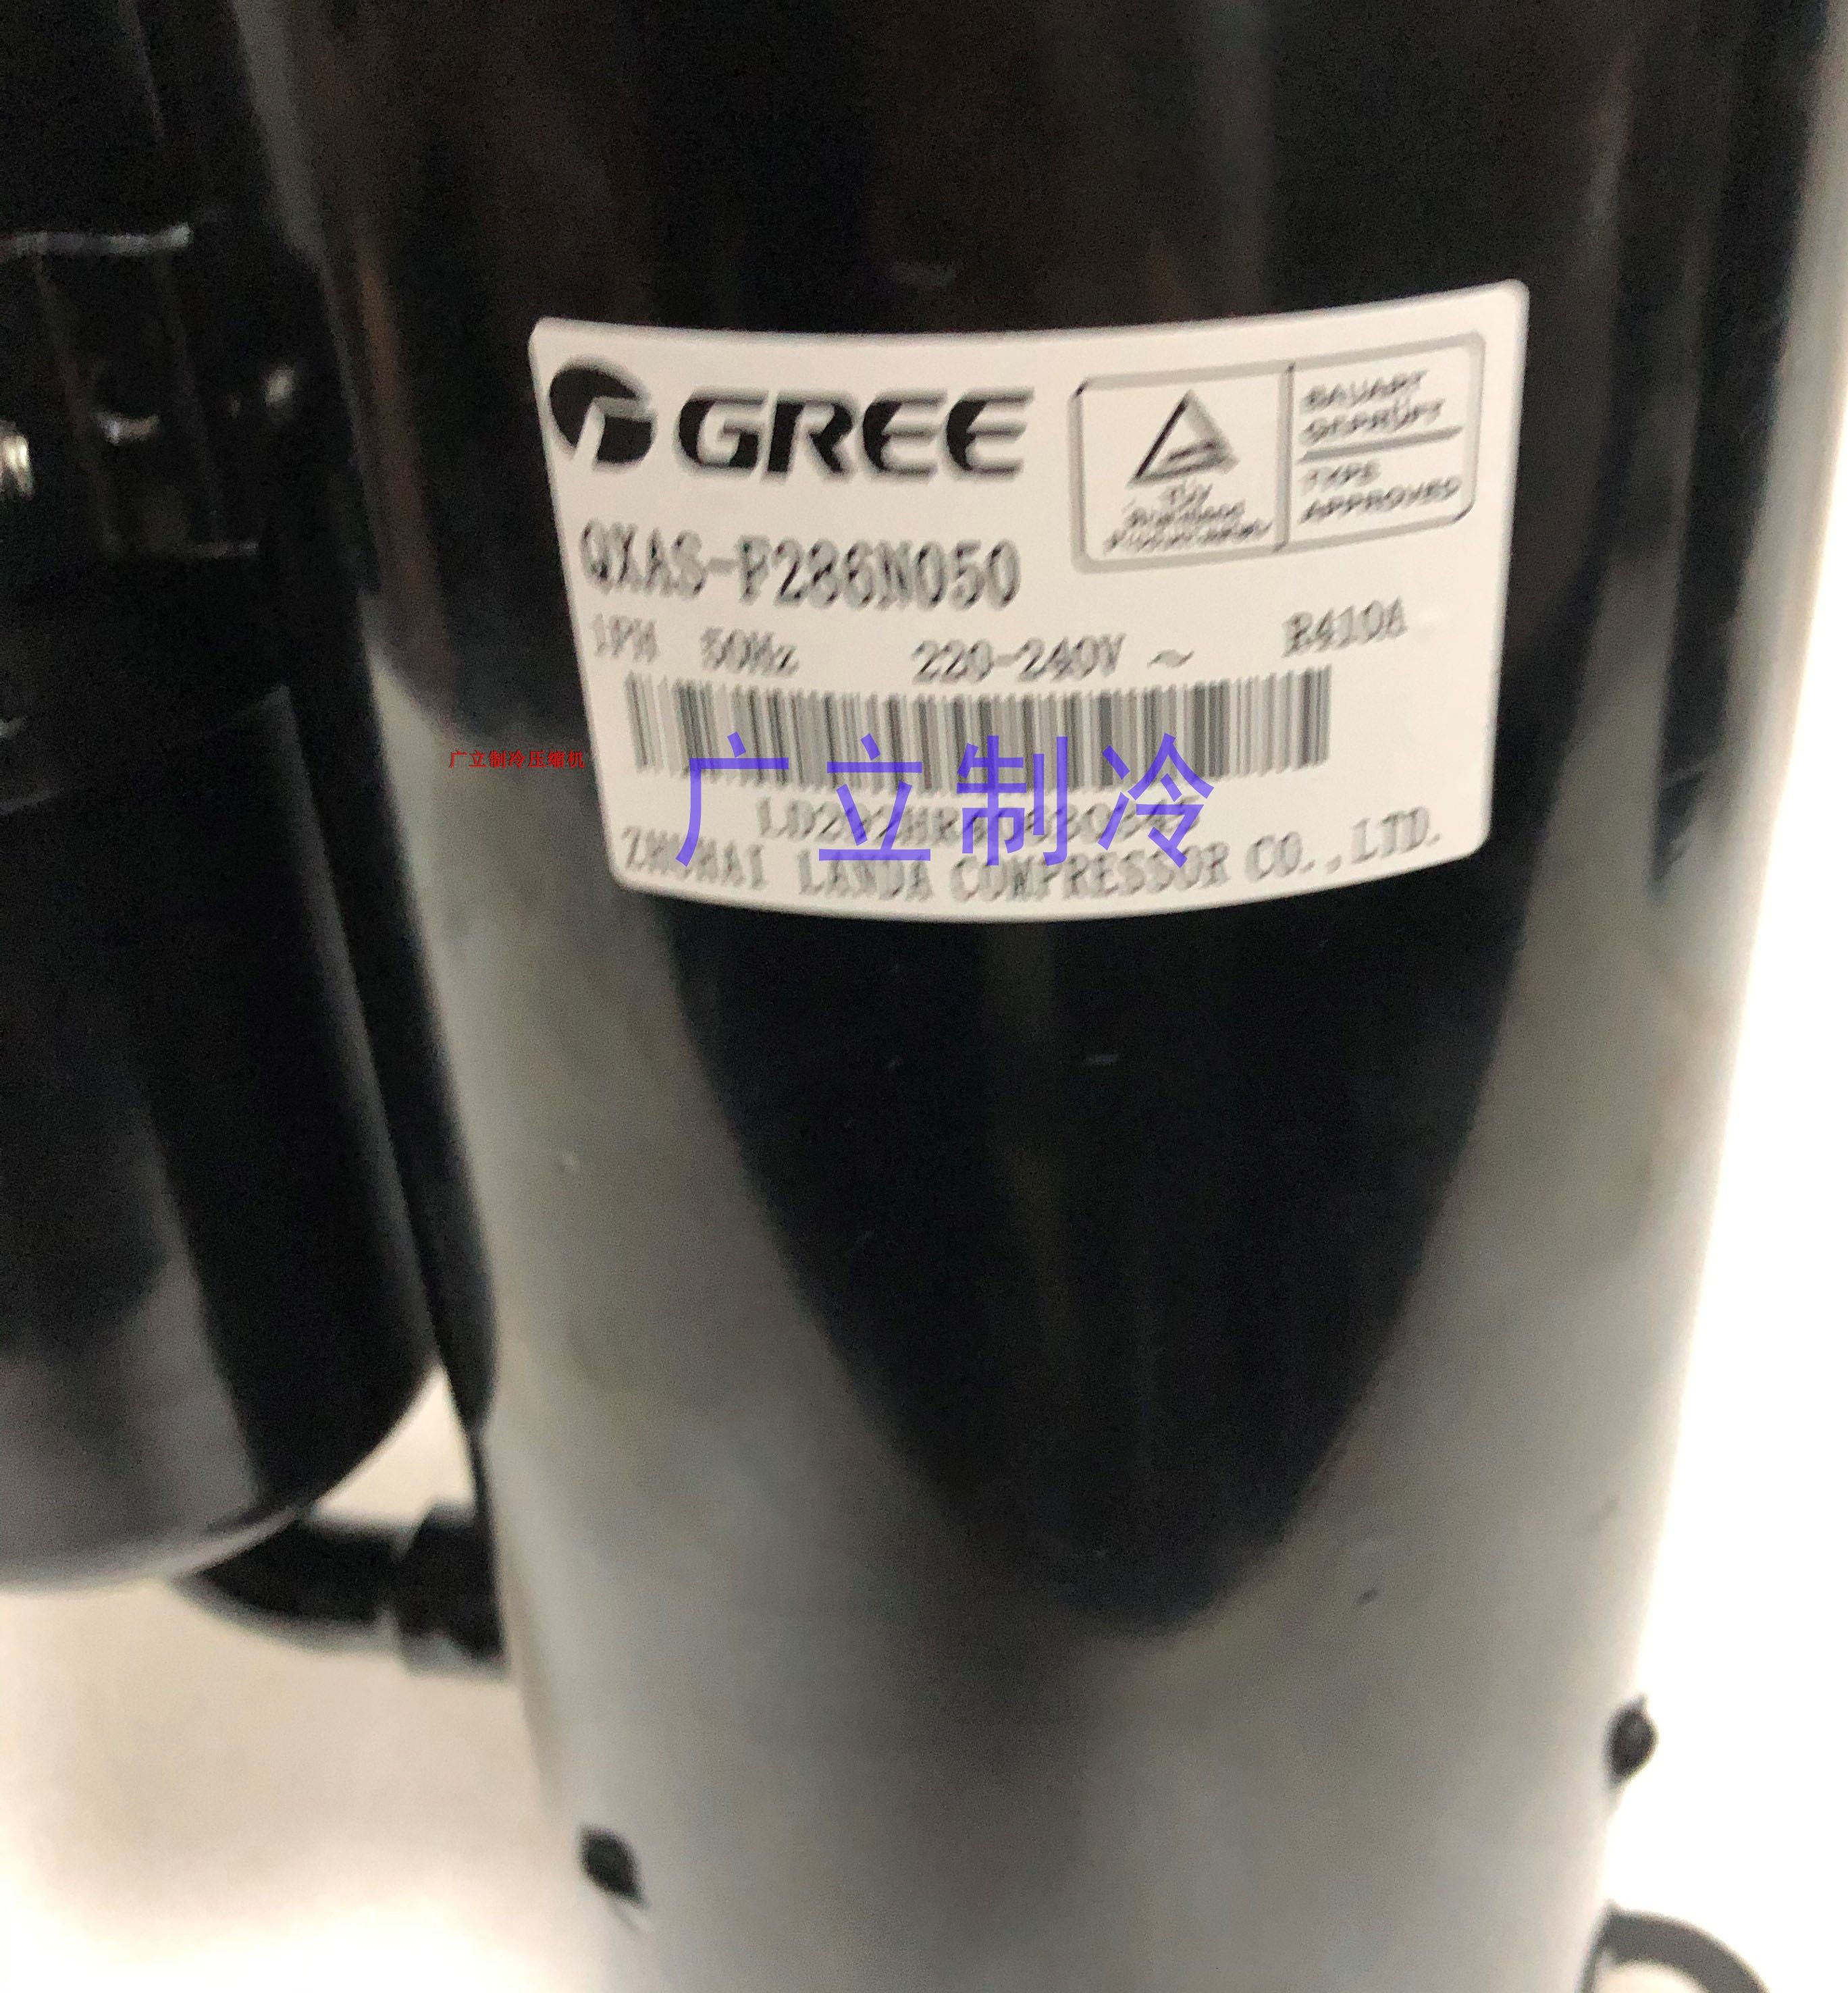 GREE
BAUART
GEPRÜFT
TYPE
APPROVED
TÜV
QXAS-F286N050
1PH 50Hz 220-240V ~ R410A
广立制冷压缩机
广立制冷
ZHUHAI LANDA COMPRESSOR CO.,LTD.